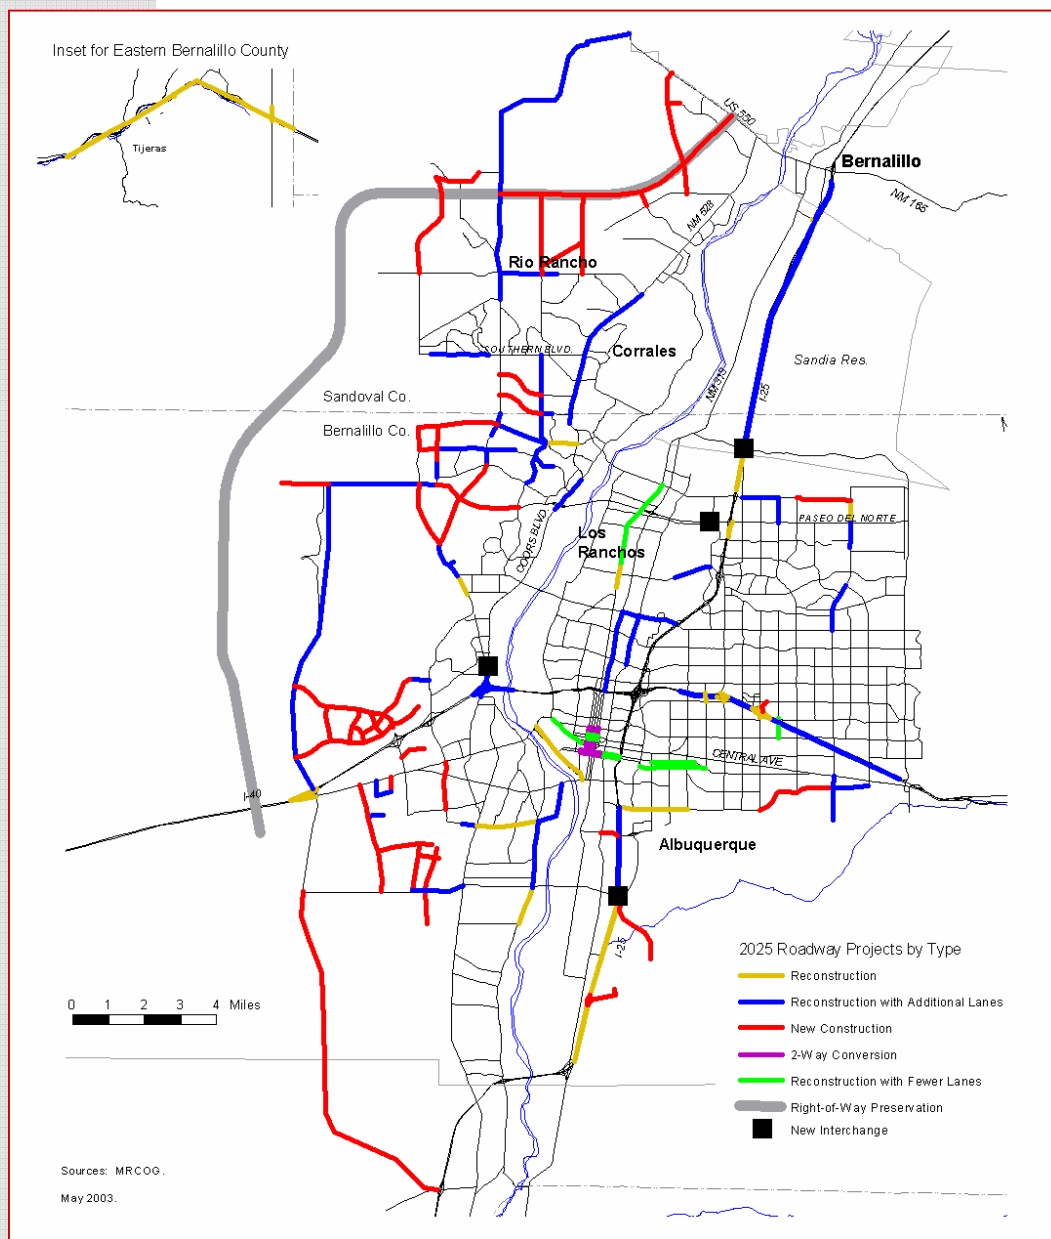 Inset for Eastern Bernalillo County
Tijeras
US 550
Bernalillo
NM 165
NM 528
Rio Rancho
SOUTHERN BLVD.
Corrales
Sandia Res.
NM 313
I-25
Sandoval Co.
Bernalillo Co.
PASEO DEL NORTE
COORS BLVD.
Los
Ranchos
CENTRAL AVE
I-40
Albuquerque
I-25
2025 Roadway Projects by Type
Reconstruction
Reconstruction with Additional Lanes
New Construction
2-Way Conversion
Reconstruction with Fewer Lanes
Right-of-Way Preservation
New Interchange
0 1 2 3 4 Miles
Sources: MRCOG.
May 2003.